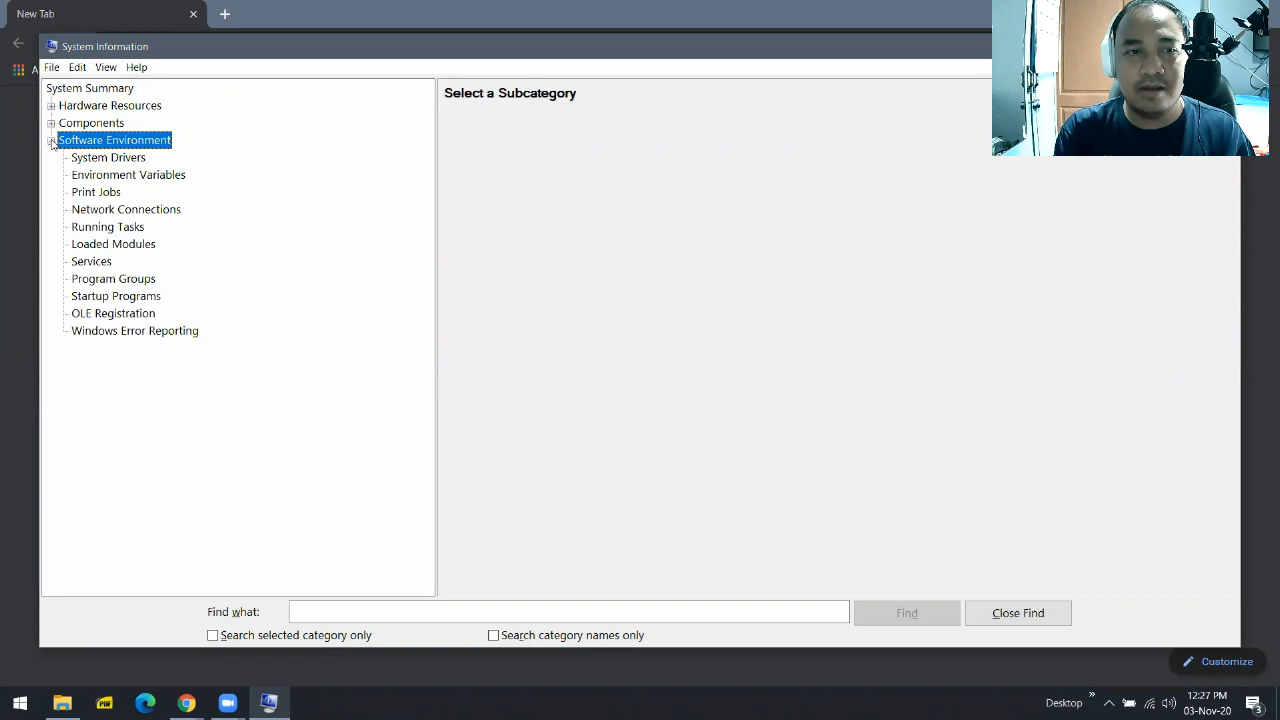 New Tab
System Information
A
File Edit View Help
System Summary
Hardware Resources
Components
Software Environment
System Drivers
Environment Variables
Print Jobs
Network Connections
Running Tasks
Loaded Modules
Services
Program Groups
Startup Programs
OLE Registration
Windows Error Reporting
Select a Subcategory
Find what:
Find
Close Find
Search selected category only
Search category names only
Customize
PDF
Desktop
12:27 PM
03-Nov-20
3